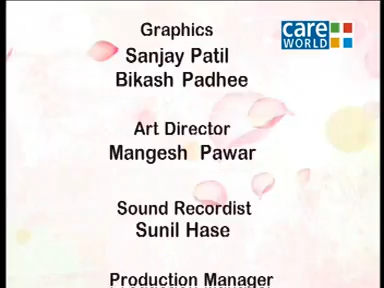 Graphics
care
WORLD
Sanjay Patil
Bikash Padhee
Art Director
Mangesh Pawar
Sound Recordist
Sunil Hase
Production Manager